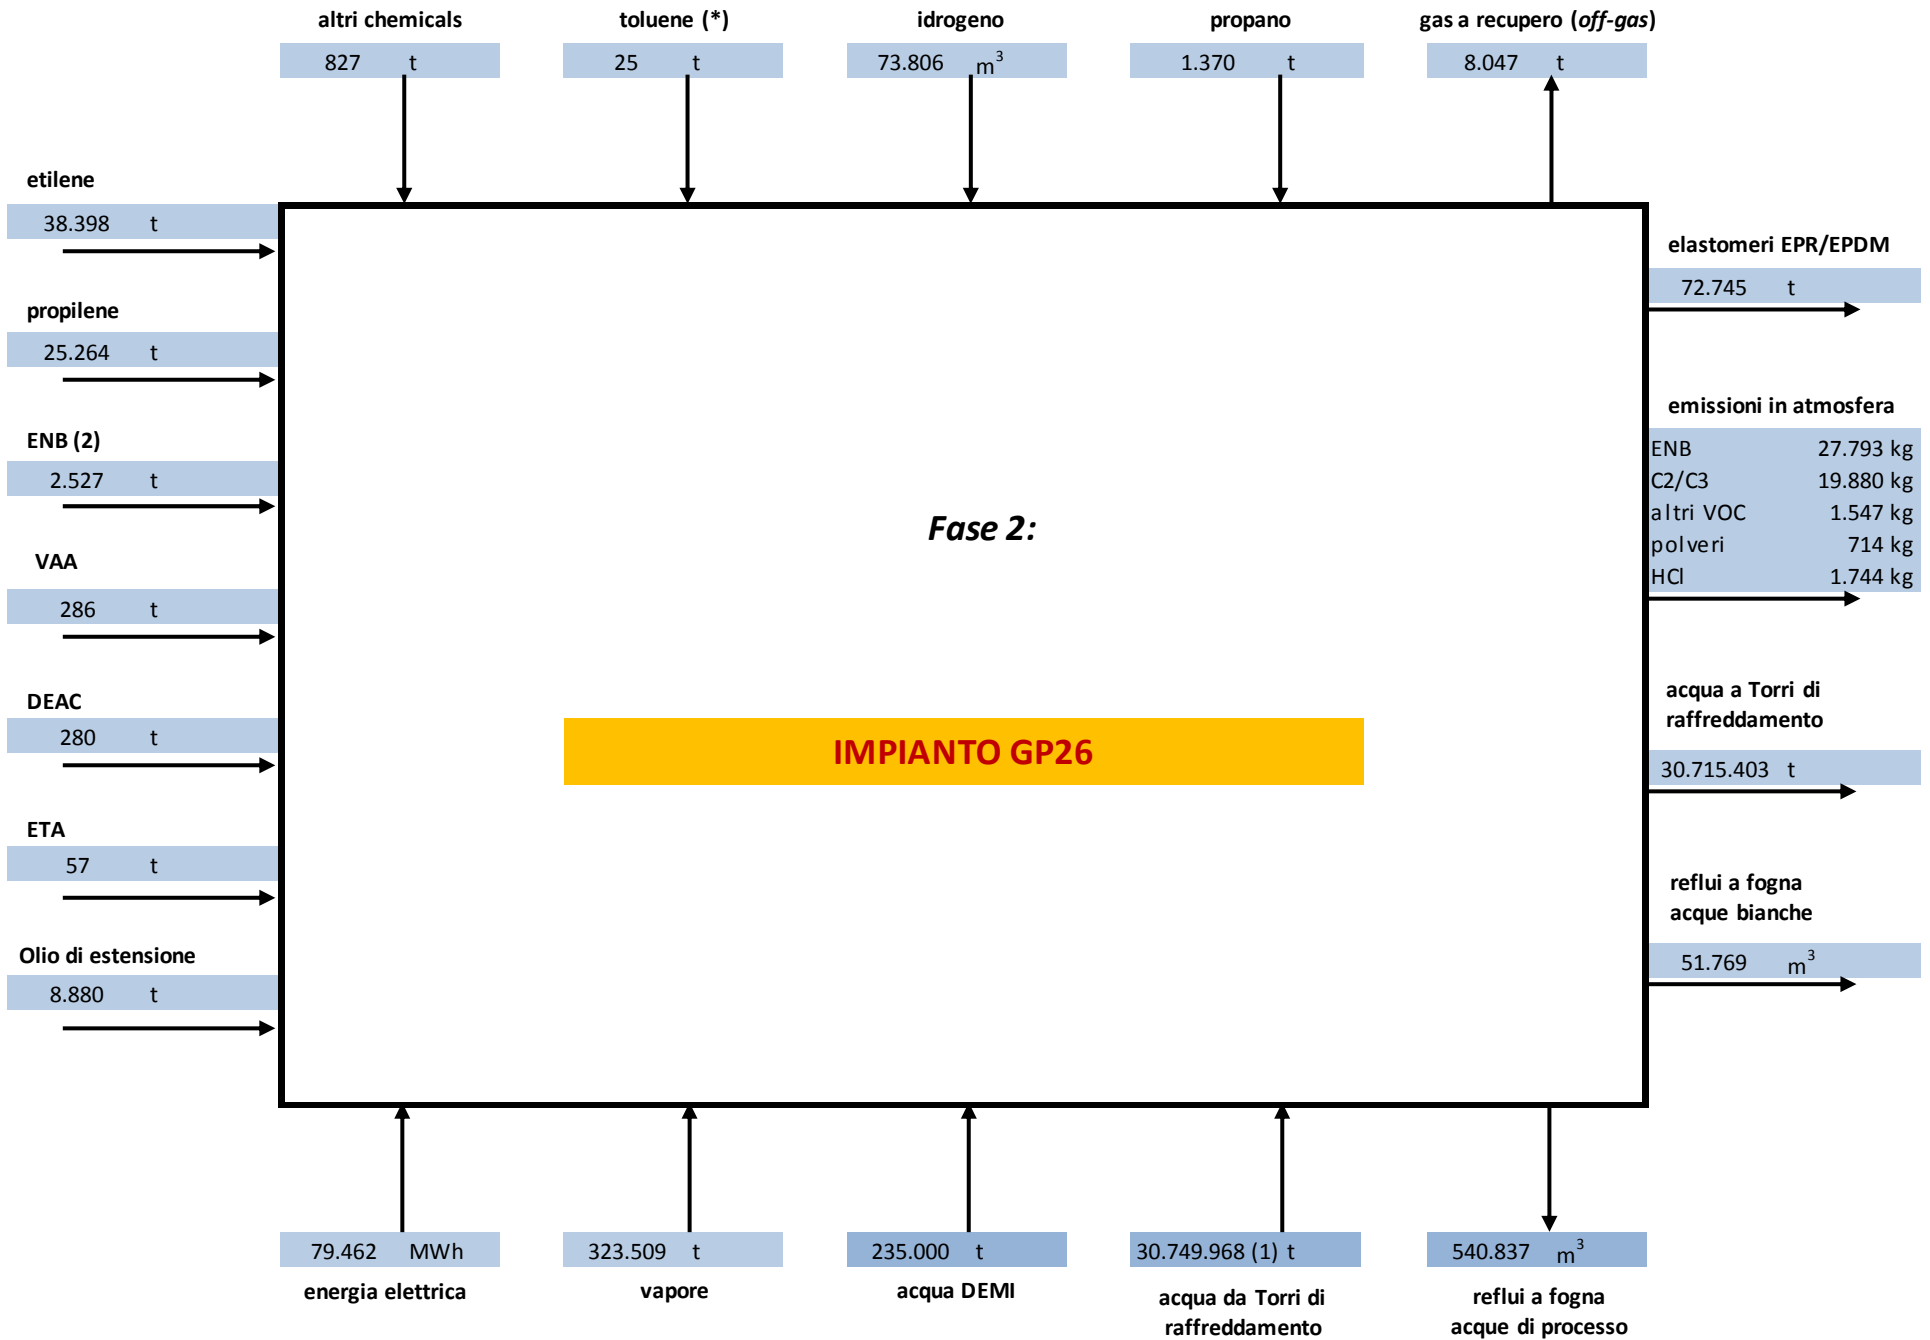 altri chemicals
827 t
toluene (*)
25 t
idrogeno
73.806 m³
propano
1.370 t
gas a recupero (off-gas)
8.047 t
etilene
38.398 t
propilene
25.264 t
ENB (2)
2.527 t
VAA
286 t
DEAC
280 t
ETA
57 t
Olio di estensione
8.880 t
Fase 2:
IMPIANTO GP26
elastomeri EPR/EPDM
72.745 t
emissioni in atmosfera
ENB 27.793 kg
C2/C3 19.880 kg
altri VOC 1.547 kg
polveri 714 kg
HCl 1.744 kg
acqua a Torri di
raffreddamento
30.715.403 t
reflui a fogna
acque bianche
51.769 m³
79.462 MWh
energia elettrica
323.509 t
vapore
235.000 t
acqua DEMI
30.749.968 (1) t
acqua da Torri di
raffreddamento
540.837 m³
reflui a fogna
acque di processo